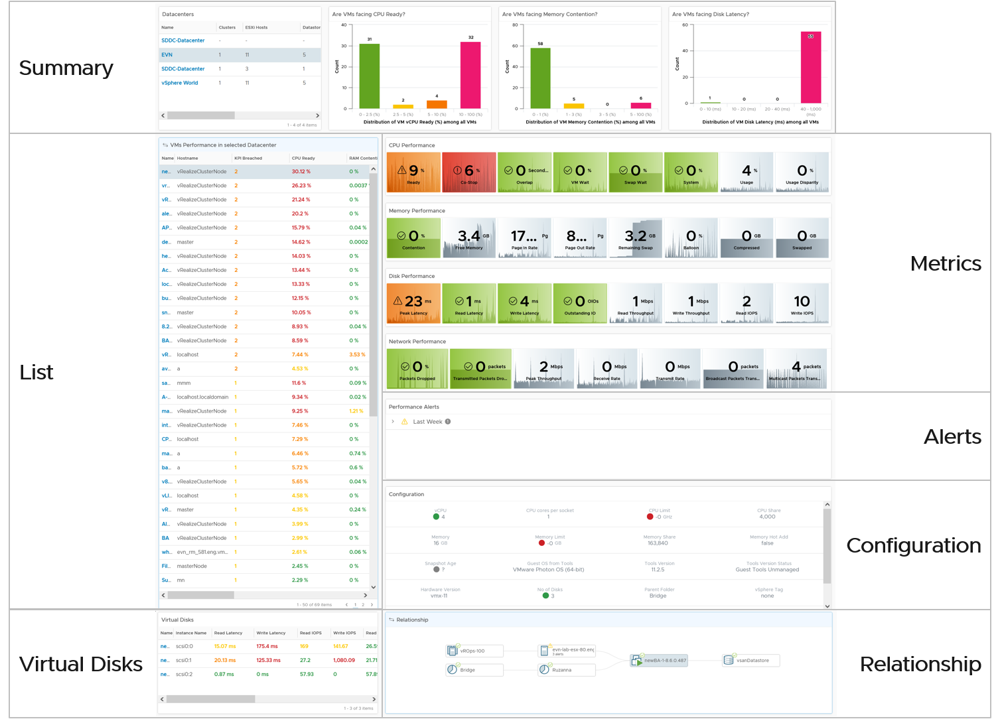 Summary
Datacenters
Name Clusters ESXi Hosts Datastor
SDDC-Datacenter - - -
EVN 1 11 5
SDDC-Datacenter 1 3 1
vSphere World 1 11 5
1 - 4 of 4 items
Are VMs facing CPU Ready?
Count
40
30
20
10
0
31
2
4
32
0 - 2.5 (%) 2.5 - 5 (%) 5 - 10 (%) 10 - 100 (%)
Distribution of VM vCPU Ready (%) among all VMs
Are VMs facing Memory Contention?
Count
80
60
40
20
0
58
5
0
6
0 - 1 (%) 1 - 3 (%) 3 - 5 (%) 5 - 100 (%)
Distribution of VM Memory Contention (%) among all VMs
Are VMs facing Disk Latency?
Count
60
40
20
0
1
0
0
55
0 - 10 (ms) 10 - 20 (ms) 20 - 40 (ms) 40 - 1,000
(ms)
Distribution of VM Disk Latency (ms) among all VMs
List
VMs Performance in selected Datacenter
Name Hostname KPI Breached CPU Ready RAM Contenti
ne... vRealizeClusterNode 2 30.12 % 0 %
vr... vRealizeClusterNode 2 26.23 % 0.0037
vR... vRealizeClusterNode 2 21.24 % 0 %
ale... vRealizeClusterNode 2 20.2 % 0 %
AP... vRealizeClusterNode 2 15.79 % 0.04 %
de... master 2 14.62 % 0.0002
he... vRealizeClusterNode 2 14.03 % 0 %
Ac... vRealizeClusterNode 2 13.44 % 0 %
loc... vRealizeClusterNode 2 13.33 % 0 %
bu... vRealizeClusterNode 2 12.15 % 0 %
sn... master 2 10.05 % 0 %
8.2... vRealizeClusterNode 2 8.93 % 0.04 %
BA... vRealizeClusterNode 2 8.59 % 0 %
vR... localhost 2 7.44 % 3.53 %
av... a 2 4.53 % 0 %
sa... mmm 1 11.6 % 0.09 %
A-... localhost.localdomain 1 9.34 % 0.02 %
ma... vRealizeClusterNode 1 9.25 % 1.21 %
int... vRealizeClusterNode 1 7.46 % 0 %
CP... localhost 1 7.29 % 0 %
ma... a 1 6.46 % 0.74 %
ba... a 1 5.72 % 0.6 %
v8.... vRealizeClusterNode 1 5.65 % 0.04 %
vLI... localhost 1 4.58 % 0 %
vR... master 1 4.35 % 0.24 %
Al... vRealizeClusterNode 1 3.99 % 0 %
BA vRealizeClusterNode 1 2.99 % 0 %
wh... evn_rm_581.eng.vm... 1 2.61 % 0.06 %
Fil... masterNode 1 2.45 % 0 %
Su... mn 1 2.29 % 0 %
1 - 50 of 69 items 1 2
Metrics
CPU Performance
9 % Ready
6 % Co-Stop
0 Second... Overlap
0 % VM Wait
0 % Swap Wait
0 % System
4 % Usage
0 % Usage Disparity
Memory Performance
0 % Contention
3.4 GB Free Memory
17... Pg Page In Rate
8... Pg Page Out Rate
3.2 GB Remaining Swap
0 % Balloon
0 GB Compressed
0 GB Swapped
Disk Performance
23 ms Peak Latency
1 ms Read Latency
4 ms Write Latency
0 OIOs Outstanding IO
1 Mbps Read Throughput
1 Mbps Write Throughput
2 Read IOPS
10 Write IOPS
Network Performance
0 % Packets Dropped
0 packets Transmitted Packets Dro...
2 Mbps Peak Throughput
0 Mbps Receive Rate
0 Mbps Transmit Rate
0 packets Broadcast Packets Trans...
4 packets Multicast Packets Trans...
Alerts
Performance Alerts
Last Week 1
Configuration
Configuration
vCPU CPU cores per socket CPU Limit CPU Share
4 1 -0 GHz 4,000
Memory Memory Limit Memory Share Memory Hot Add
16 GB -0 GB 163,840 false
Snapshot Age Guest OS from Tools Tools Version Tools Version Status
? VMware Photon OS (64-bit) 11.2.5 Guest Tools Unmanaged
Hardware Version No of Disks Parent Folder vSphere Tag
vmx-11 3 Bridge none
Virtual Disks
Virtual Disks
Name Instance Name Read Latency Write Latency Read IOPS Write IOPS Read
ne... scsi0:0 15.07 ms 175.4 ms 169 141.67 26.5
ne... scsi0:1 20.13 ms 125.33 ms 27.2 1,080.09 21.71
ne... scsi0:2 0.87 ms 0 ms 57.93 0 57.8
1 - 3 of 3 items
Relationship
Relationship
vROps-100
evn-lab-esx-80.eng
3 alerts
newBA-1-8.6.0 487
vsanDatastore
Bridge
Ruzanna